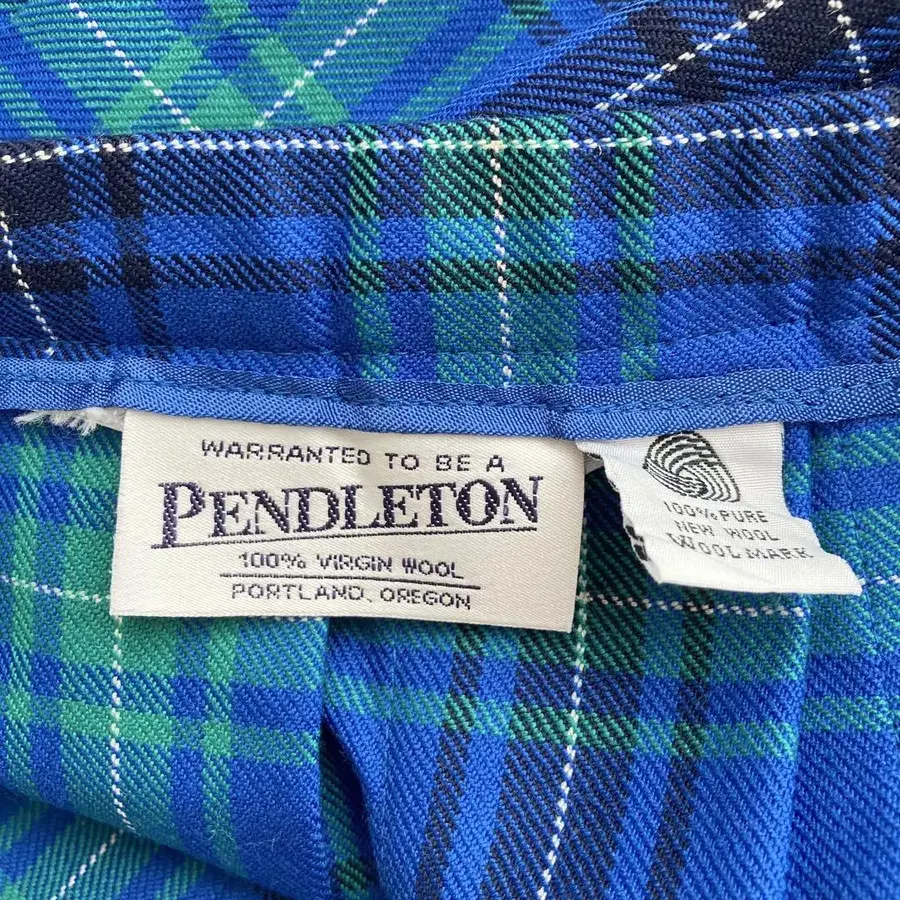 WARRANTED TO BE A
PENDLETON
100% VIRGIN WOOL
PORTLAND, OREGON
100% PURE
NEW WOOL
WOOLMARK